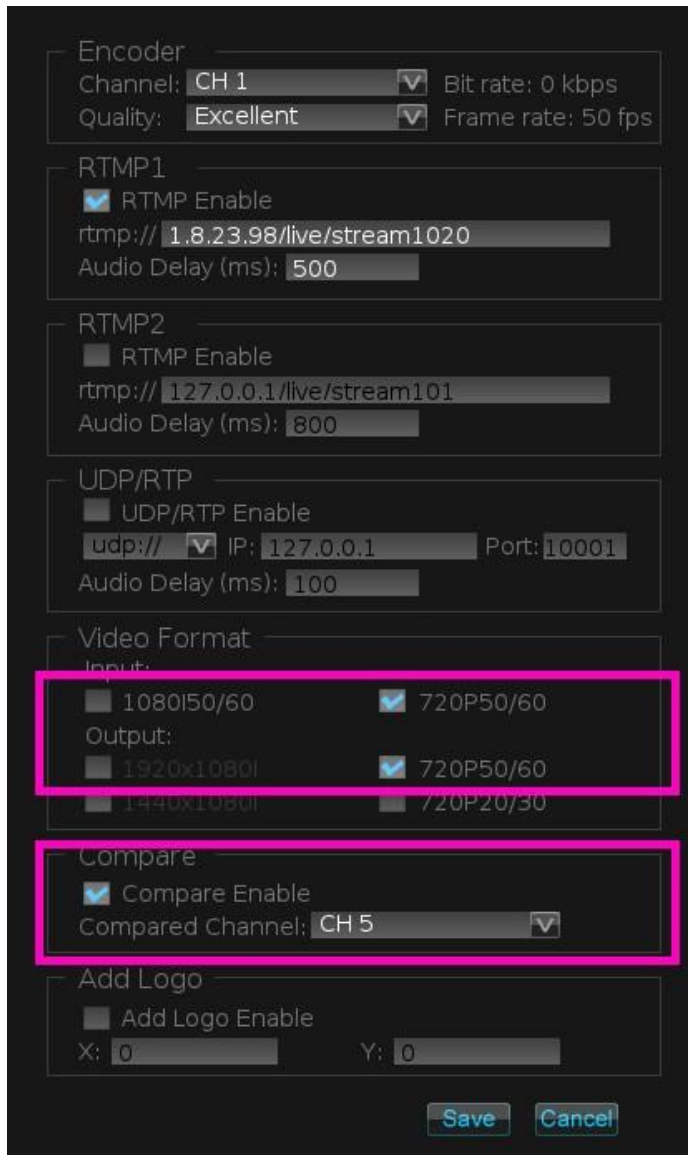 Encoder
Channel: CH 1 Bit rate: 0 kbps
Quality: Excellent Frame rate: 50 fps
RTMP1
RTMP Enable
rtmp:// 1.8.23.98/live/stream1020
Audio Delay (ms): 500
RTMP2
RTMP Enable
rtmp:// 127.0.0.1/live/stream101
Audio Delay (ms): 800
UDP/RTP
UDP/RTP Enable
udp:// IP: 127.0.0.1 Port: 10001
Audio Delay (ms): 100
Video Format
Input:
1080I50/60 720P50/60
Output:
1920x1080I 720P50/60
1440x1080I 720P20/30
Compare
Compare Enable
Compared Channel: CH 5
Add Logo
Add Logo Enable
X: 0 Y: 0
Save Cancel